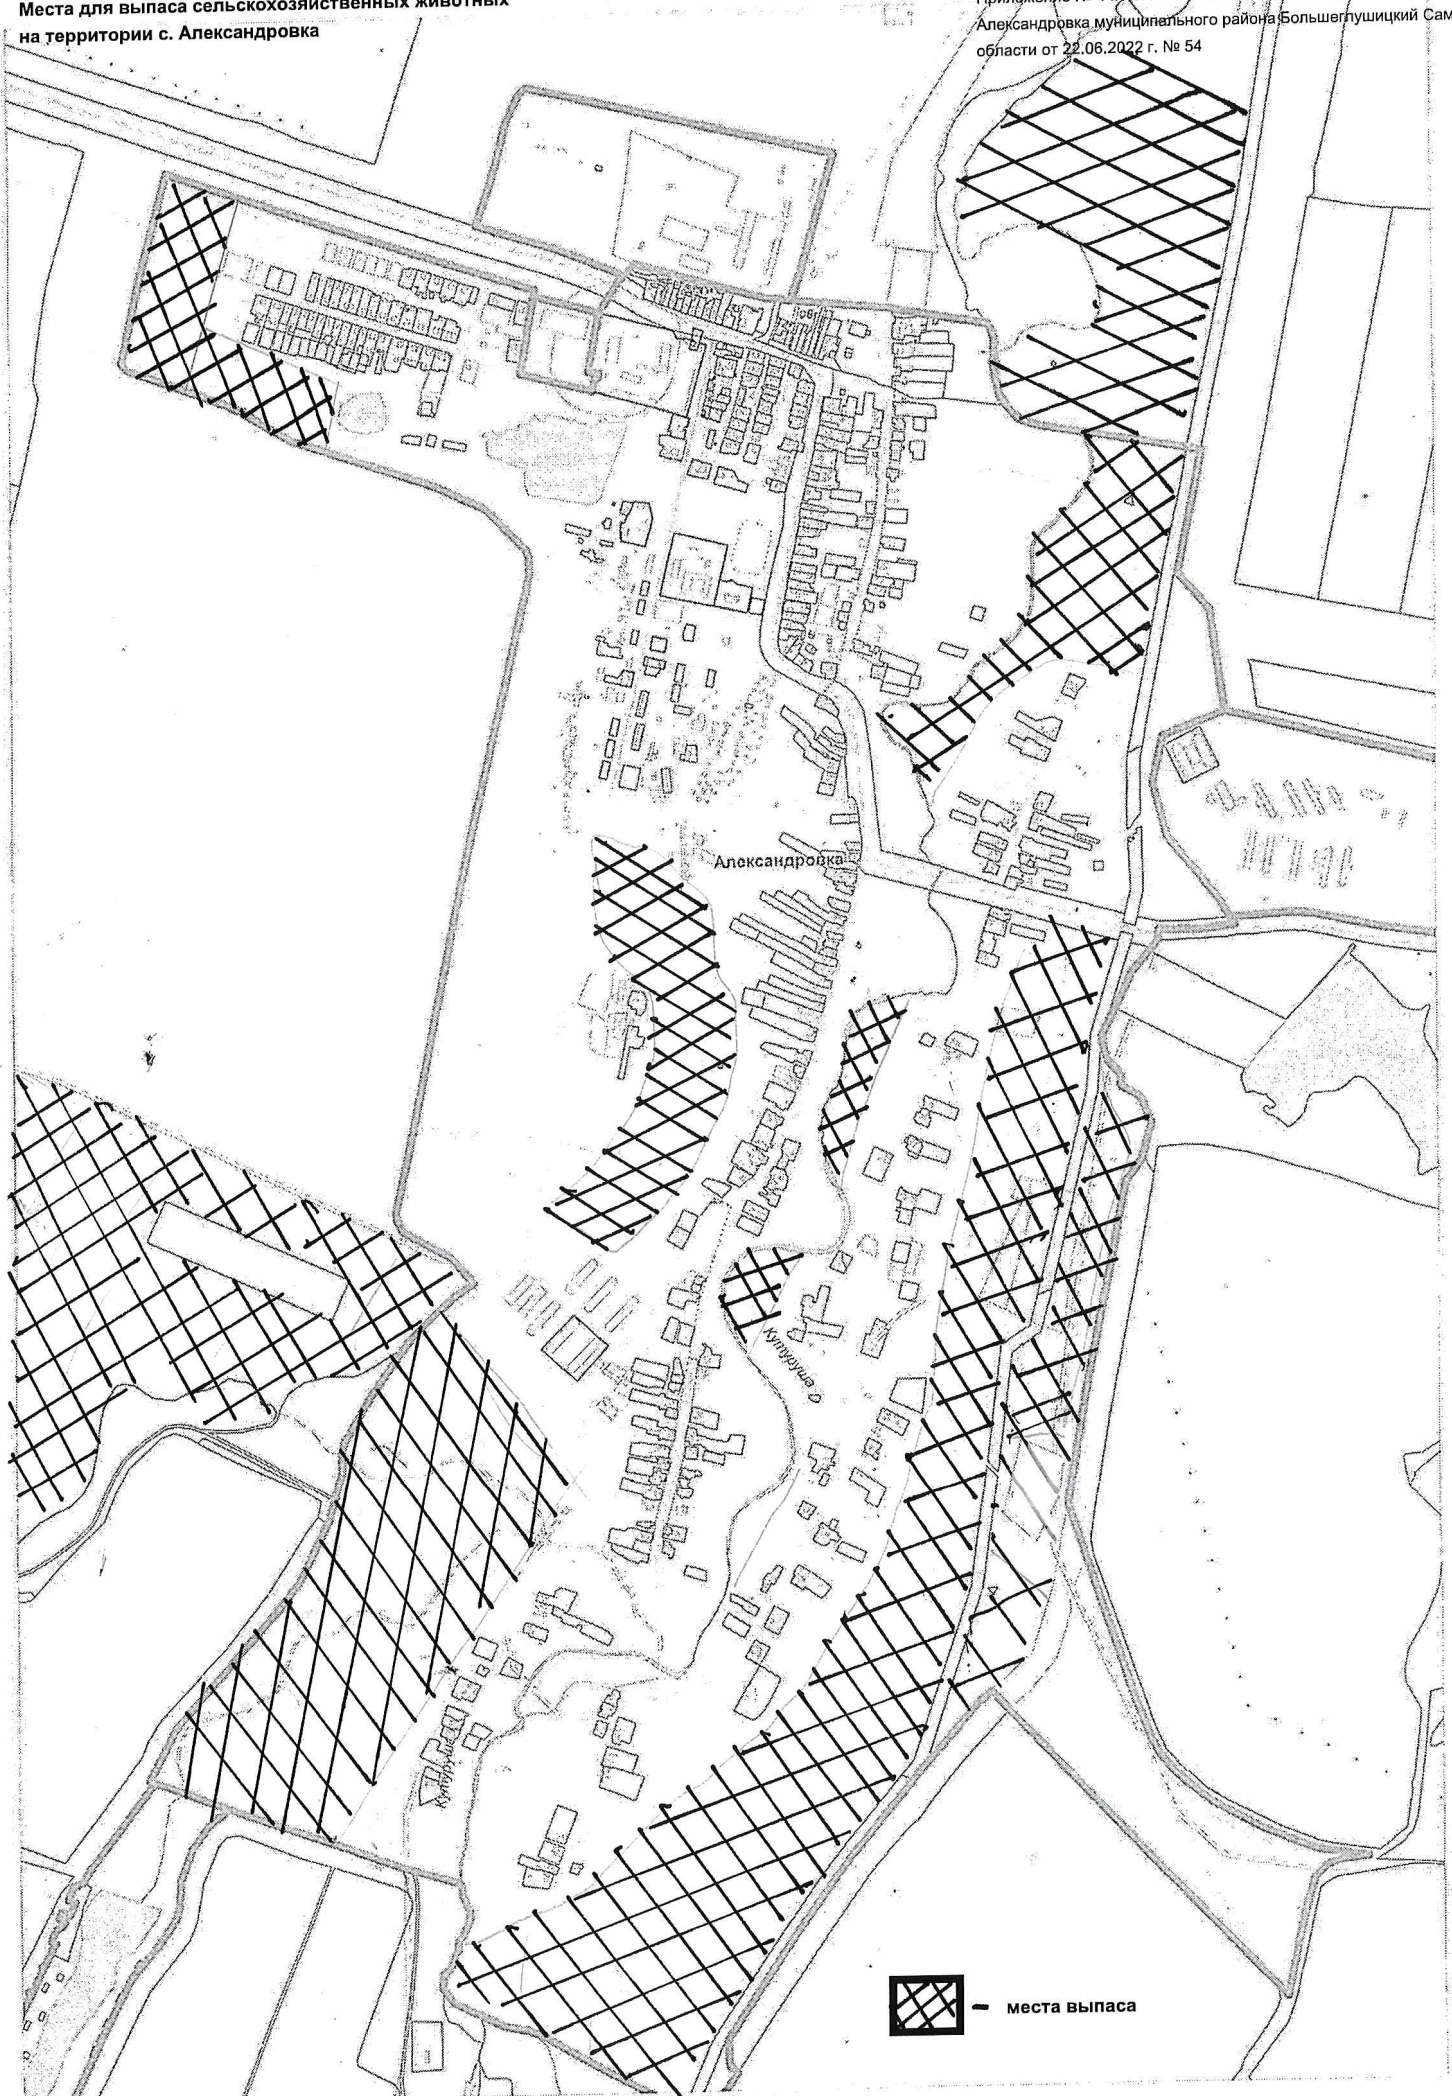 Места для выпаса сельскохозяйственных животных
на территории с. Александровка
Александровка муниципального района Большеглушицкий Сам
области от 22.06.2022 г. № 54
Александровка
места выпаса